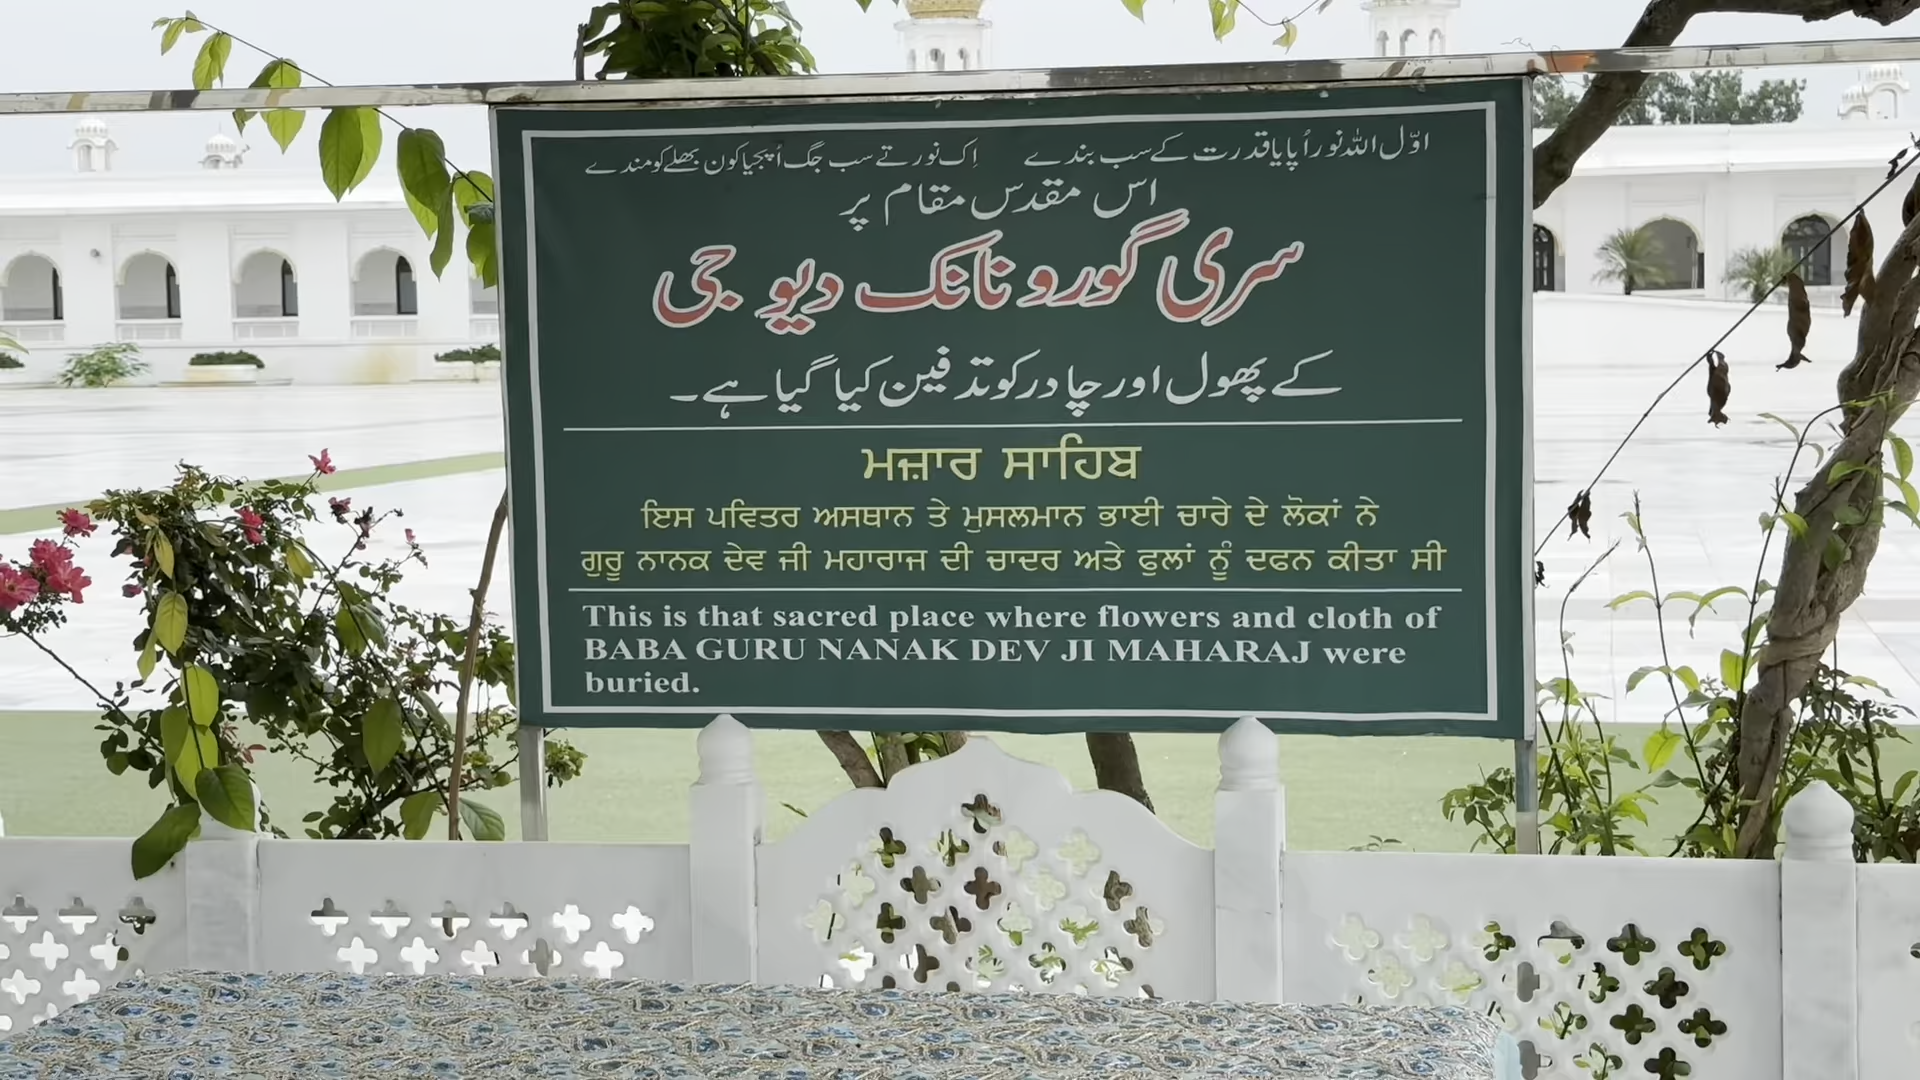 اوّل اللہ نور اُپایا قدرت کے سب بندے اِک نور تے سب جگ اُپجیا کون بھلے کو مندے
اس مقدس مقام پر
سری گورو نانک دیو جی
کے پھول اور چادر کو تدفین کیا گیا ہے۔
ਮਜ਼ਾਰ ਸਾਹਿਬ
ਇਸ ਪਵਿਤਰ ਅਸਥਾਨ ਤੇ ਮੁਸਲਮਾਨ ਭਾਈ ਚਾਰੇ ਦੇ ਲੋਕਾਂ ਨੇ
ਗੁਰੂ ਨਾਨਕ ਦੇਵ ਜੀ ਮਹਾਰਾਜ ਦੀ ਚਾਦਰ ਅਤੇ ਫੁਲਾਂ ਨੂੰ ਦਫਨ ਕੀਤਾ ਸੀ
This is that sacred place where flowers and cloth of
BABA GURU NANAK DEV JI MAHARAJ were
buried.